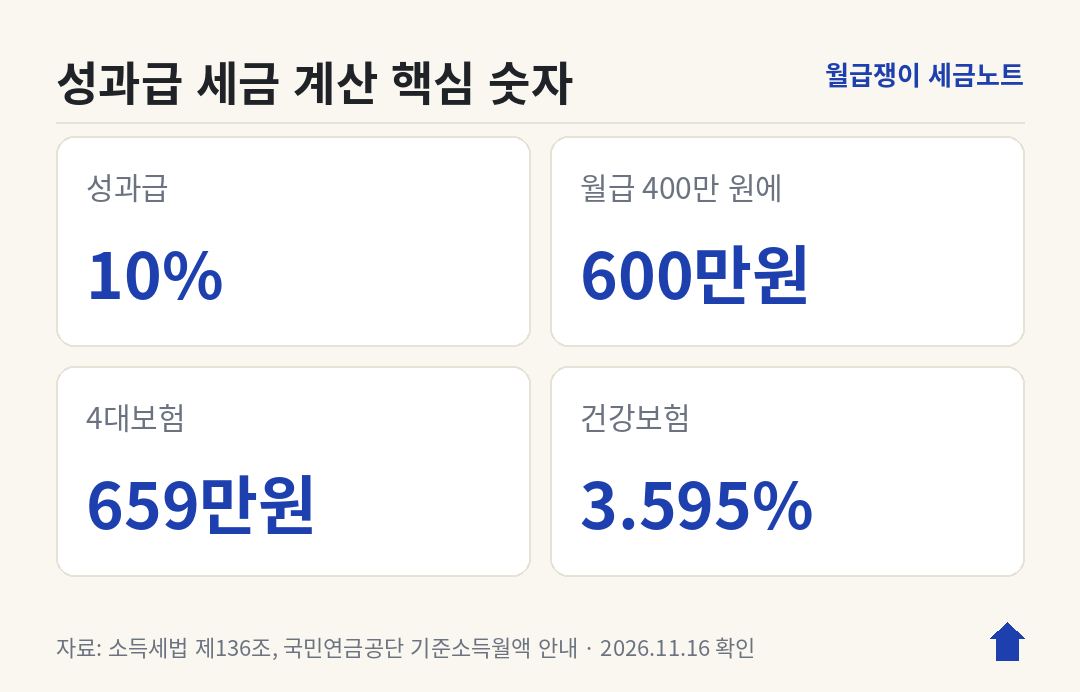 성과급 세금 계산 핵심 숫자
월급쟁이 세금노트
성과급
10%
월급 400만 원에
600만원
4대보험
659만원
건강보험
3.595%
자료: 소득세법 제136조, 국민연금공단 기준소득월액 안내 · 2026.11.16 확인